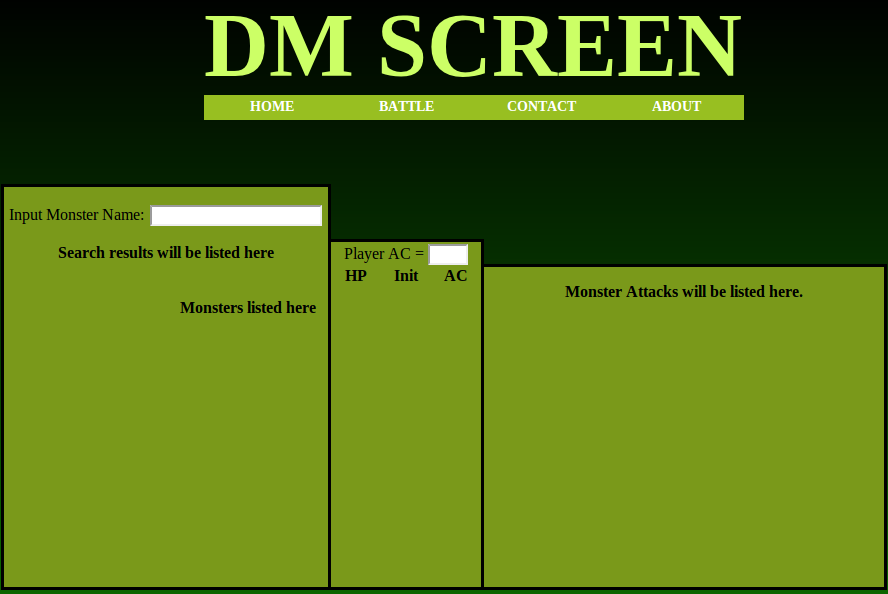 DM SCREEN
HOME BATTLE CONTACT ABOUT
Input Monster Name:
Search results will be listed here
Monsters listed here
Player AC =
HP Init AC
Monster Attacks will be listed here.